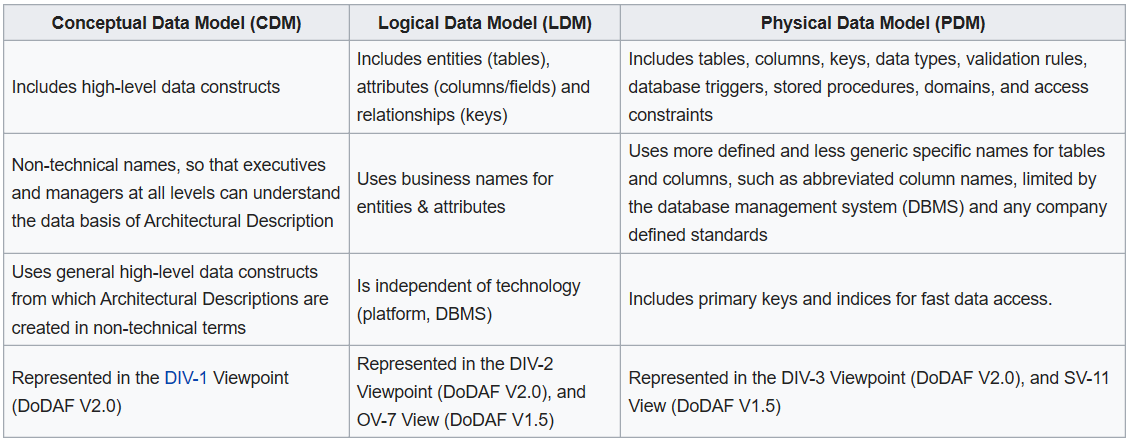 Conceptual Data Model (CDM)
Logical Data Model (LDM)
Physical Data Model (PDM)
Includes high-level data constructs
Includes entities (tables),
attributes (columns/fields) and
relationships (keys)
Includes tables, columns, keys, data types, validation rules,
database triggers, stored procedures, domains, and access
constraints
Non-technical names, so that executives
and managers at all levels can understand
the data basis of Architectural Description
Uses business names for
entities & attributes
Uses more defined and less generic specific names for tables
and columns, such as abbreviated column names, limited by
the database management system (DBMS) and any company
defined standards
Uses general high-level data constructs
from which Architectural Descriptions are
created in non-technical terms
Is independent of technology
(platform, DBMS)
Includes primary keys and indices for fast data access.
Represented in the DIV-1 Viewpoint
(DoDAF V2.0)
Represented in the DIV-2
Viewpoint (DoDAF V2.0), and
OV-7 View (DoDAF V1.5)
Represented in the DIV-3 Viewpoint (DoDAF V2.0), and SV-11
View (DoDAF V1.5)